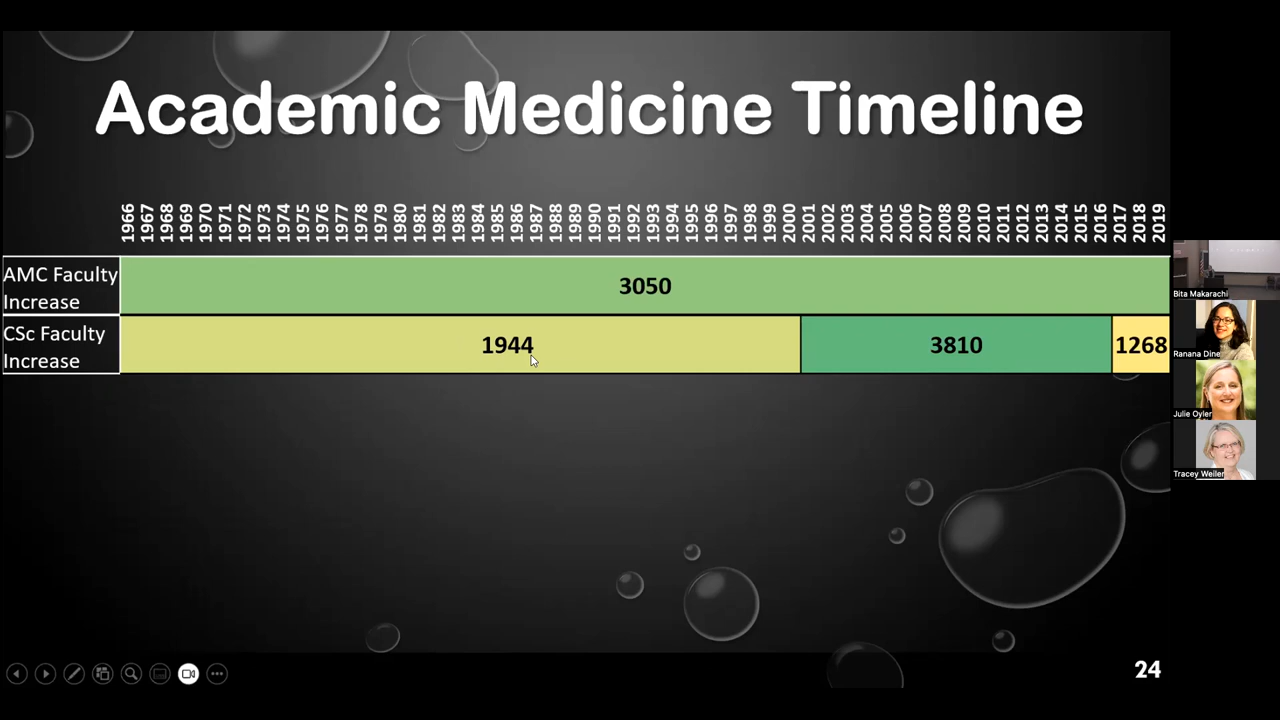 Academic Medicine Timeline
1966 1967 1968 1969 1970 1971 1972 1973 1974 1975 1976 1977 1978 1979 1980 1981 1982 1983 1984 1985 1986 1987 1988 1989 1990 1991 1992 1993 1994 1995 1996 1997 1998 1999 2000 2001 2002 2003 2004 2005 2006 2007 2008 2009 2010 2011 2012 2013 2014 2015 2016 2017 2018 2019
AMC Faculty
Increase
3050
CSc Faculty
Increase
1944 3810 1268
24
Bita Makarachi
Ranana Dine
Julie Oyler
Tracey Weiler